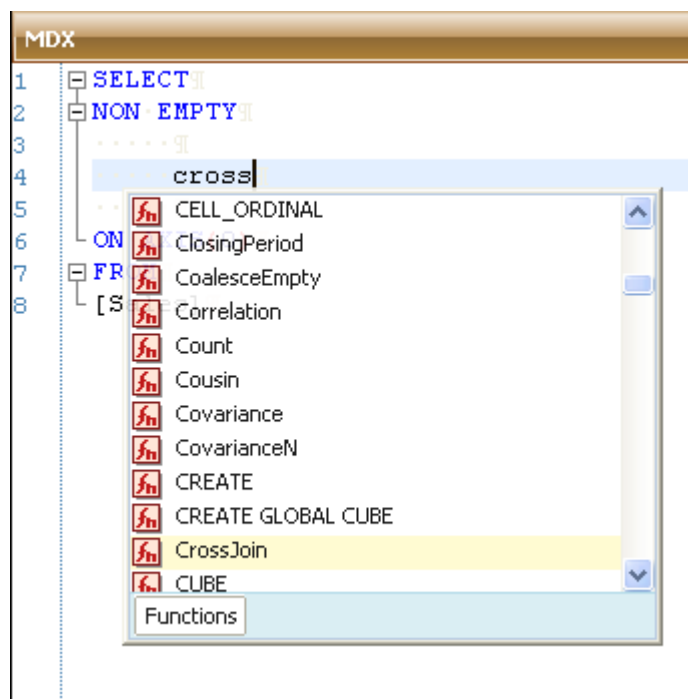 MDX
1 SELECT¶
2 NON·EMPTY¶
3 ·····¶
4 cross
5 ··
6 ON
7 FR
8 [S
CELL_ORDINAL
ClosingPeriod
CoalesceEmpty
Correlation
Count
Cousin
Covariance
CovarianceN
CREATE
CREATE GLOBAL CUBE
CrossJoin
CUBE
Functions